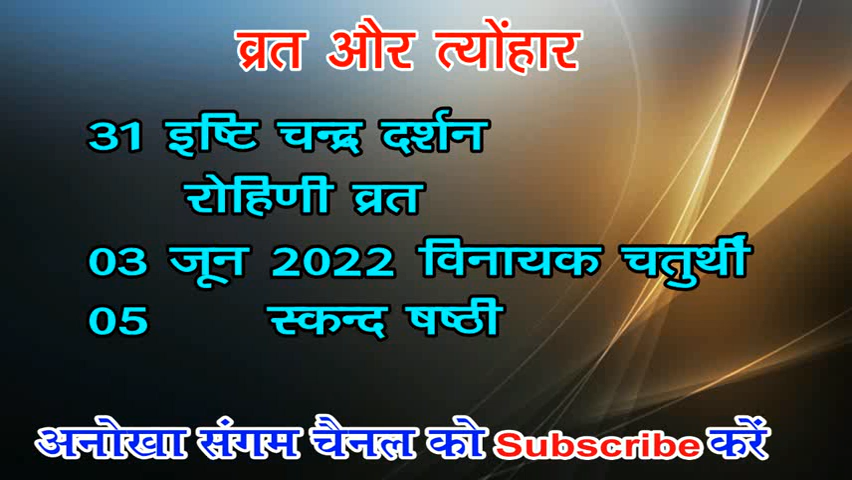 व्रत और त्योंहार
31 इष्टि चन्द्र दर्शन
रोहिणी व्रत
03 जून 2022 विनायक चतुर्थी
05 स्कन्द षष्ठी
अनोखा संगम चैनल को Subscribe करें